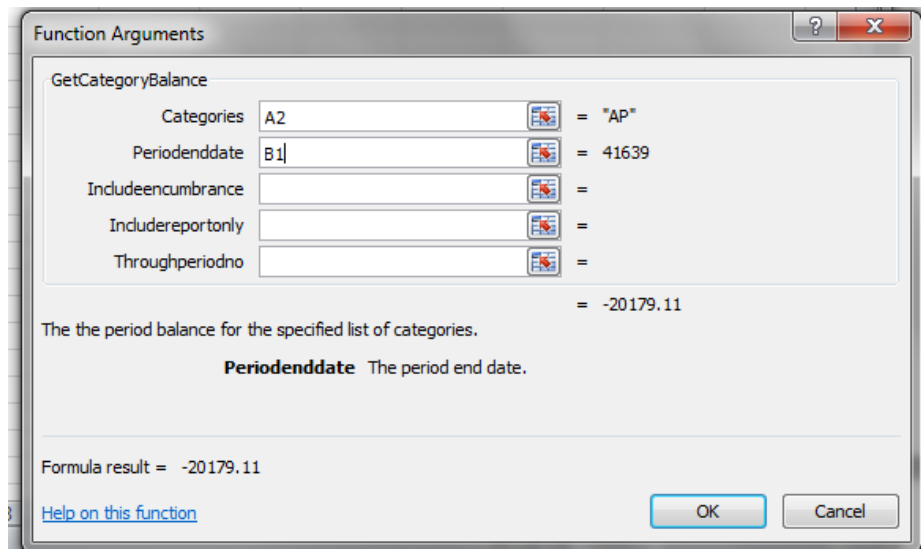 Function Arguments
?
X
GetCategoryBalance
Categories A2 = "AP"
Periodenddate B1 = 41639
Includeencumbrance =
Includereportonly =
Throughperiodno =
= -20179.11
The the period balance for the specified list of categories.
Periodenddate The period end date.
Formula result = -20179.11
Help on this function OK Cancel